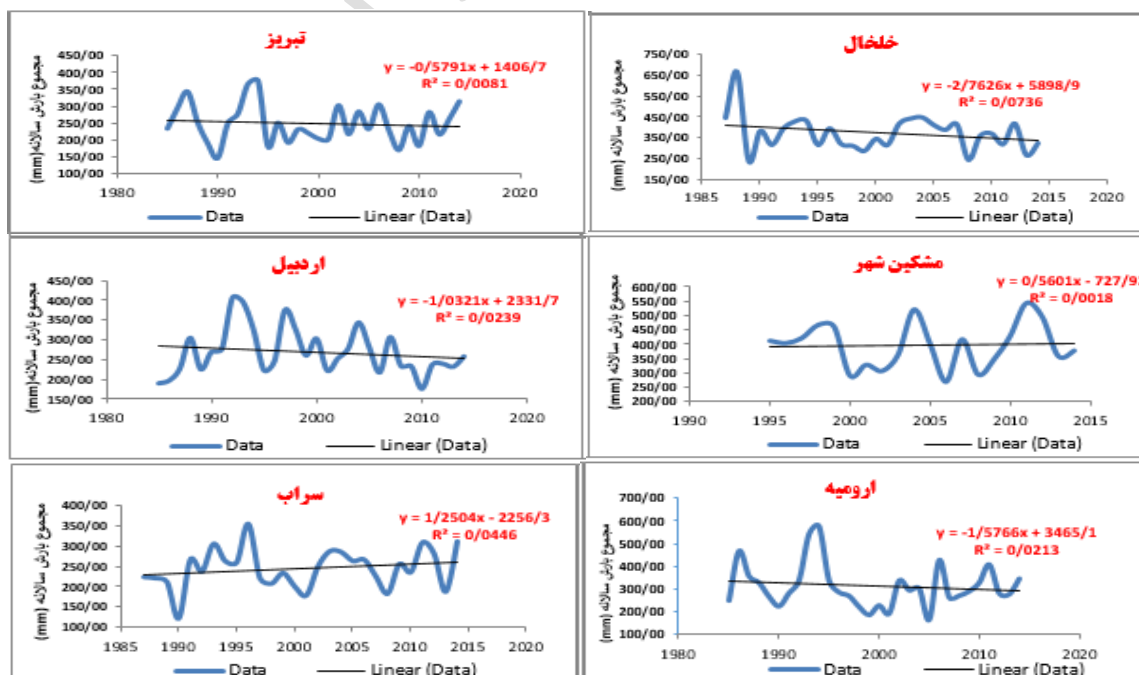 تبریز
مجموع بارش سالانه(mm)
y = -0/5791x + 1406/7
R² = 0/0081
450/00
400/00
350/00
300/00
250/00
200/00
150/00
100/00
1980 1990 2000 2010 2020
Data Linear (Data)
خلخال
مجموع بارش سالانه (mm)
y = -2/7626x + 5898/9
R² = 0/0736
750/00
650/00
550/00
450/00
350/00
250/00
150/00
1985 1990 1995 2000 2005 2010 2015 2020
Data Linear (Data)
اردبیل
مجموع بارش سالانه(mm)
y = -1/0321x + 2331/7
R² = 0/0239
450/00
400/00
350/00
300/00
250/00
200/00
150/00
1980 1990 2000 2010 2020
Data Linear (Data)
مشکین شهر
مجموع بارش سالانه (mm)
y = 0/5601x - 727/9
R² = 0/0018
600/00
550/00
500/00
450/00
400/00
350/00
300/00
250/00
200/00
1990 1995 2000 2005 2010 2015
Data Linear (Data)
سراب
مجموع بارش سالانه (mm)
y = 1/2504x - 2256/3
R² = 0/0446
400/00
350/00
300/00
250/00
200/00
150/00
100/00
1985 1990 1995 2000 2005 2010 2015 2020
Data Linear (Data)
ارومیه
مجموع بارش سالانه (mm)
y = -1/5766x + 3465/1
R² = 0/0213
700/00
600/00
500/00
400/00
300/00
200/00
100/00
1980 1990 2000 2010 2020
Data Linear (Data)